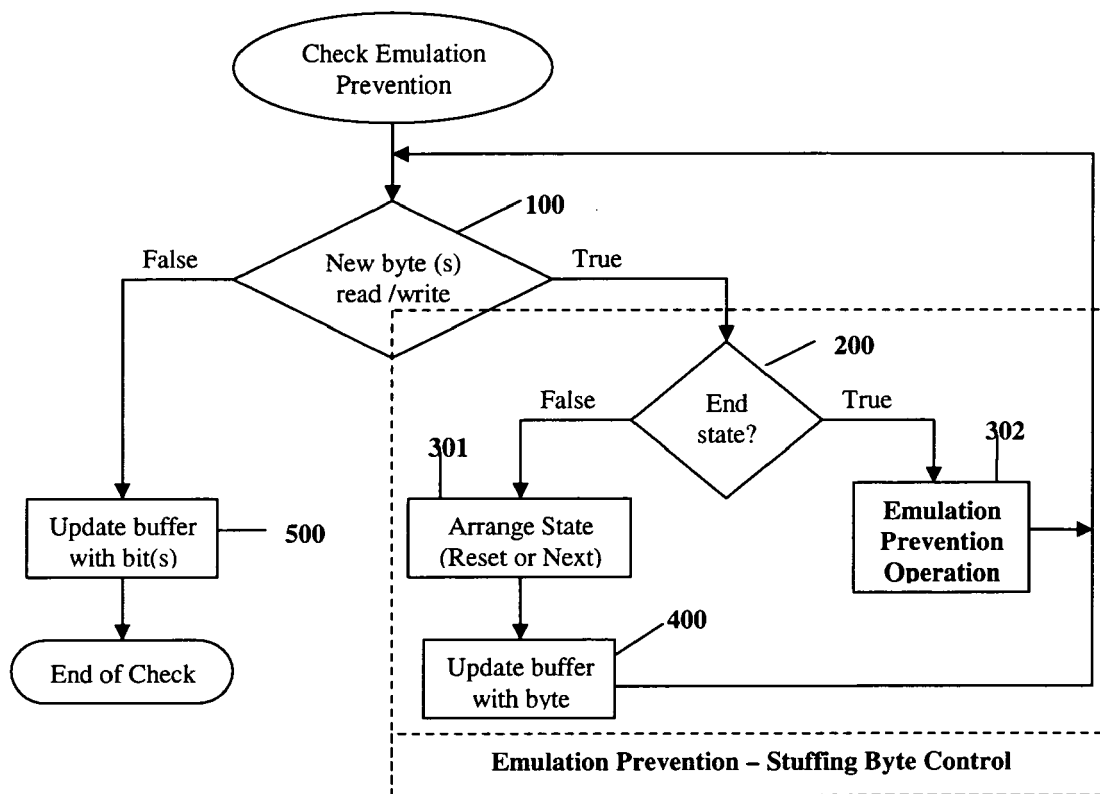 Check Emulation
Prevention
100
False
New byte (s)
read /write
True
200
False
End
state?
True
301
302
Update buffer
with bit(s)
500
Arrange State
(Reset or Next)
Emulation
Prevention
Operation
400
End of Check
Update buffer
with byte
Emulation Prevention – Stuffing Byte Control